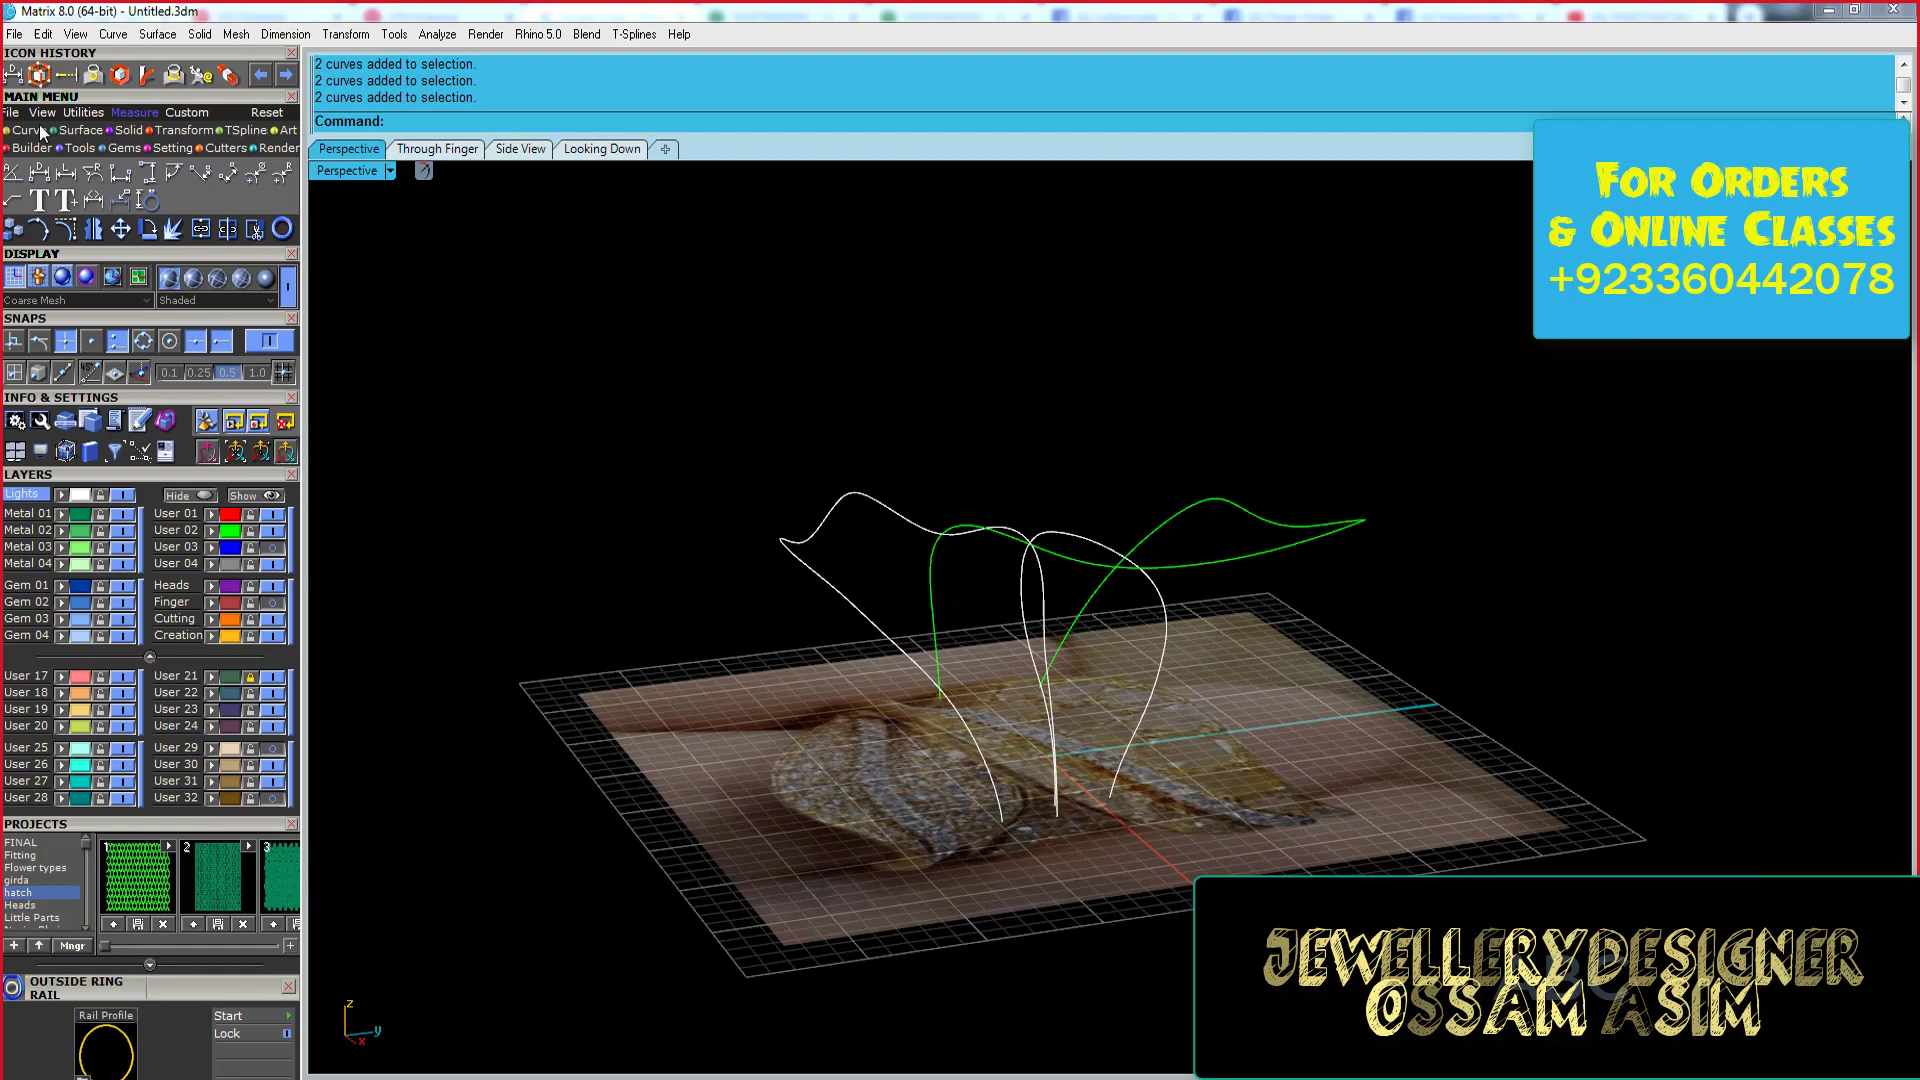 Matrix 8.0 (64-bit) - Untitled.3dm
File Edit View Curve Surface Solid Mesh Dimension Transform Tools Analyze Render Rhino 5.0 Blend T-Splines Help
ICON HISTORY
2 curves added to selection.
2 curves added to selection.
2 curves added to selection.
Command:
MAIN MENU
File View Utilities Measure Custom Reset
Surface Solid Transform TSpline Art
Builder Tools Gems Setting Cutters Render
Perspective Through Finger Side View Looking Down
Perspective
For Orders
& Online Classes
+923360442078
DISPLAY
Coarse Mesh Shaded
SNAPS
0.1 0.25 0.5 1.0
INFO & SETTINGS
LAYERS
Lights Hide Show
Metal 01 User 01
Metal 02 User 02
Metal 03 User 03
Metal 04 User 04
Gem 01 Heads
Gem 02 Finger
Gem 03 Cutting
Gem 04 Creation
User 17 User 21
User 18 User 22
User 19 User 23
User 20 User 24
User 25 User 29
User 26 User 30
User 27 User 31
User 28 User 32
PROJECTS
FINAL
Fitting
Flower types
girda
hatch
Heads
Little Parts
1 2 3
Mngr
OUTSIDE RING
RAIL
Rail Profile
Start
Lock
z
y
x
Jewellery Designer
Ossam Asim